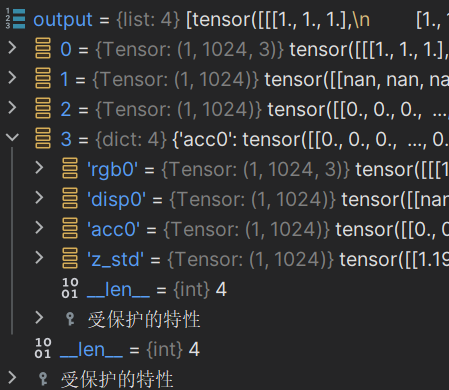 output = {list: 4} [tensor([[[1., 1., 1.],\n        [1.,
0 = {Tensor: (1, 1024, 3)} tensor([[[1., 1., 1.],
1 = {Tensor: (1, 1024)} tensor([[nan, nan, na
2 = {Tensor: (1, 1024)} tensor([[0., 0., 0.,  ...,
3 = {dict: 4} {'acc0': tensor([[0., 0., 0.,  ..., 0.
'rgb0' = {Tensor: (1, 1024, 3)} tensor([[[1
'disp0' = {Tensor: (1, 1024)} tensor([[nan
'acc0' = {Tensor: (1, 1024)} tensor([[0., 0
'z_std' = {Tensor: (1, 1024)} tensor([[1.19
__len__ = {int} 4
受保护的特性
__len__ = {int} 4
受保护的特性